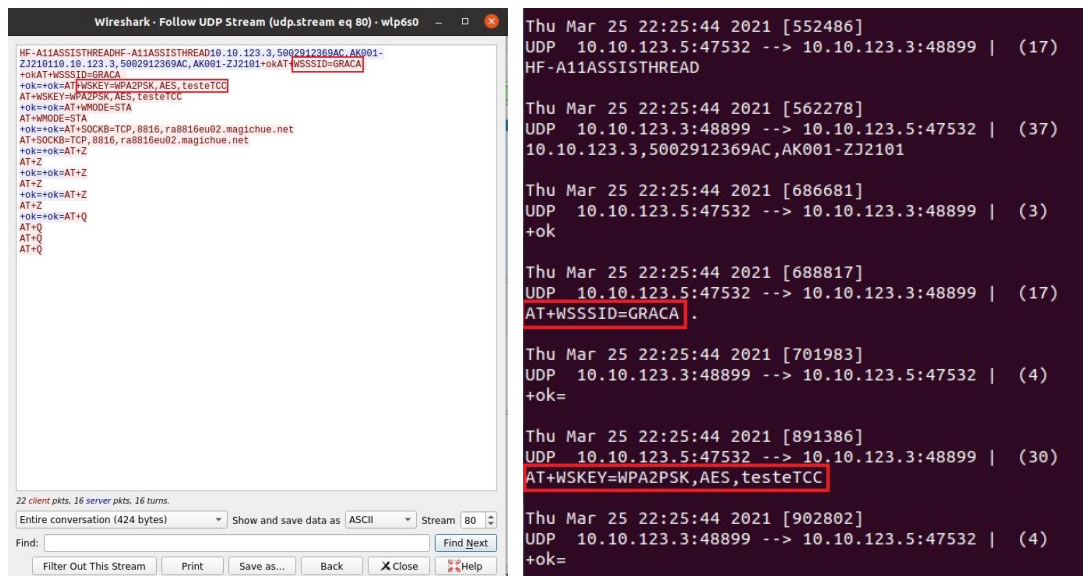 Wireshark · Follow UDP Stream (udp.stream eq 80) · wlp6s0
HF-A11ASSISTHREADHF-A11ASSISTHREAD10.10.123.3,5002912369AC,AK001-
ZJ210110.10.123.3,5002912369AC,AK001-ZJ2101+okAT+WSSSID=GRACA
+okAT+WSSSID=GRACA
+ok=+ok=AT+WSKEY=WPA2PSK,AES,testeTCC
AT+WSKEY=WPA2PSK,AES,testeTCC
+ok=+ok=AT+WMODE=STA
AT+WMODE=STA
+ok=+ok=AT+SOCKB=TCP,8816,ra8816eu02.magichue.net
AT+SOCKB=TCP,8816,ra8816eu02.magichue.net
+ok=+ok=AT+Z
AT+Z
+ok=+ok=AT+Z
AT+Z
+ok=+ok=AT+Z
AT+Z
+ok=+ok=AT+Q
AT+Q
AT+Q
AT+Q
22 client pkts, 16 server pkts, 16 turns.
Entire conversation (424 bytes) Show and save data as ASCII Stream 80
Find: Find Next
Filter Out This Stream Print Save as... Back Close Help
Thu Mar 25 22:25:44 2021 [552486]
UDP 10.10.123.5:47532 --> 10.10.123.3:48899 | (17)
HF-A11ASSISTHREAD
Thu Mar 25 22:25:44 2021 [562278]
UDP 10.10.123.3:48899 --> 10.10.123.5:47532 | (37)
10.10.123.3,5002912369AC,AK001-ZJ2101
Thu Mar 25 22:25:44 2021 [686681]
UDP 10.10.123.5:47532 --> 10.10.123.3:48899 | (3)
+ok
Thu Mar 25 22:25:44 2021 [688817]
UDP 10.10.123.5:47532 --> 10.10.123.3:48899 | (17)
AT+WSSSID=GRACA .
Thu Mar 25 22:25:44 2021 [701983]
UDP 10.10.123.3:48899 --> 10.10.123.5:47532 | (4)
+ok=
Thu Mar 25 22:25:44 2021 [891386]
UDP 10.10.123.5:47532 --> 10.10.123.3:48899 | (30)
AT+WSKEY=WPA2PSK,AES,testeTCC
Thu Mar 25 22:25:44 2021 [902802]
UDP 10.10.123.3:48899 --> 10.10.123.5:47532 | (4)
+ok=